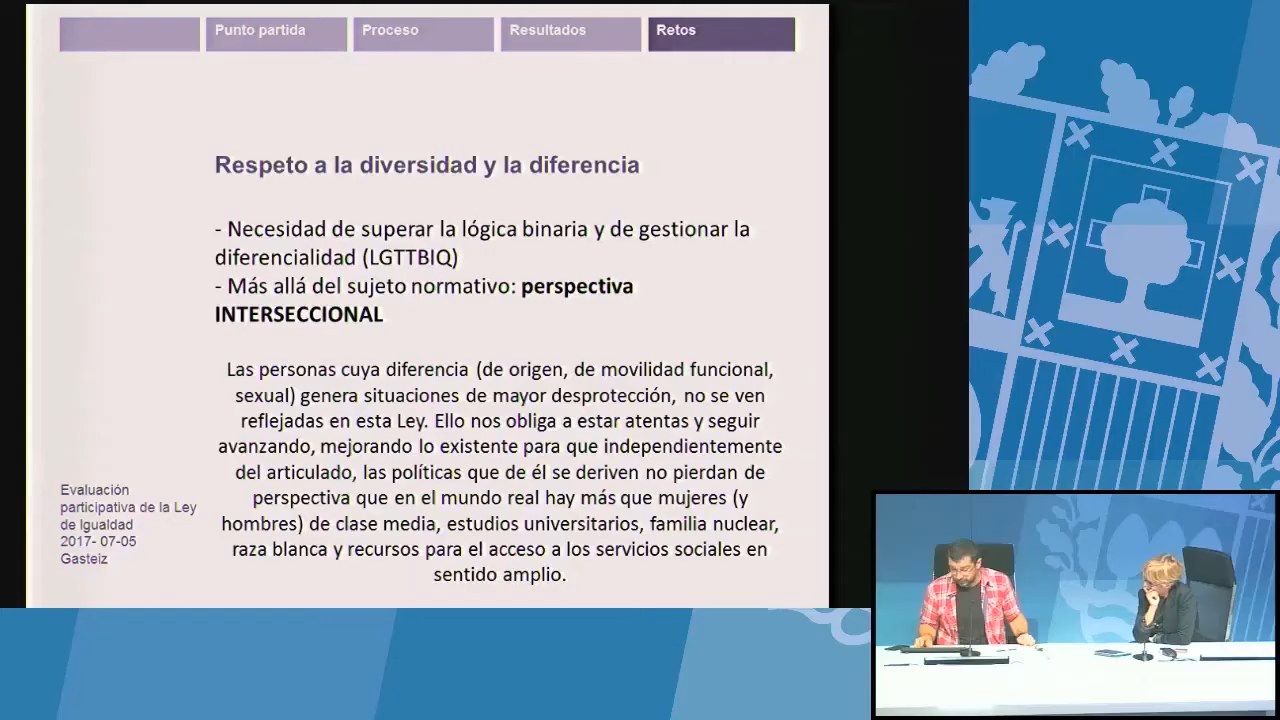 Punto partida
Proceso
Resultados
Retos
Respeto a la diversidad y la diferencia
- Necesidad de superar la lógica binaria y de gestionar la
diferencialidad (LGTTBIQ)
- Más allá del sujeto normativo: perspectiva
INTERSECCIONAL
Las personas cuya diferencia (de origen, de movilidad funcional,
sexual) genera situaciones de mayor desprotección, no se ven
reflejadas en esta Ley. Ello nos obliga a estar atentas y seguir
avanzando, mejorando lo existente para que independientemente
del articulado, las políticas que de él se deriven no pierdan de
perspectiva que en el mundo real hay más que mujeres (y
hombres) de clase media, estudios universitarios, familia nuclear,
raza blanca y recursos para el acceso a los servicios sociales en
sentido amplio.
Evaluación
participativa de la Ley
de Igualdad
2017- 07-05
Gasteiz